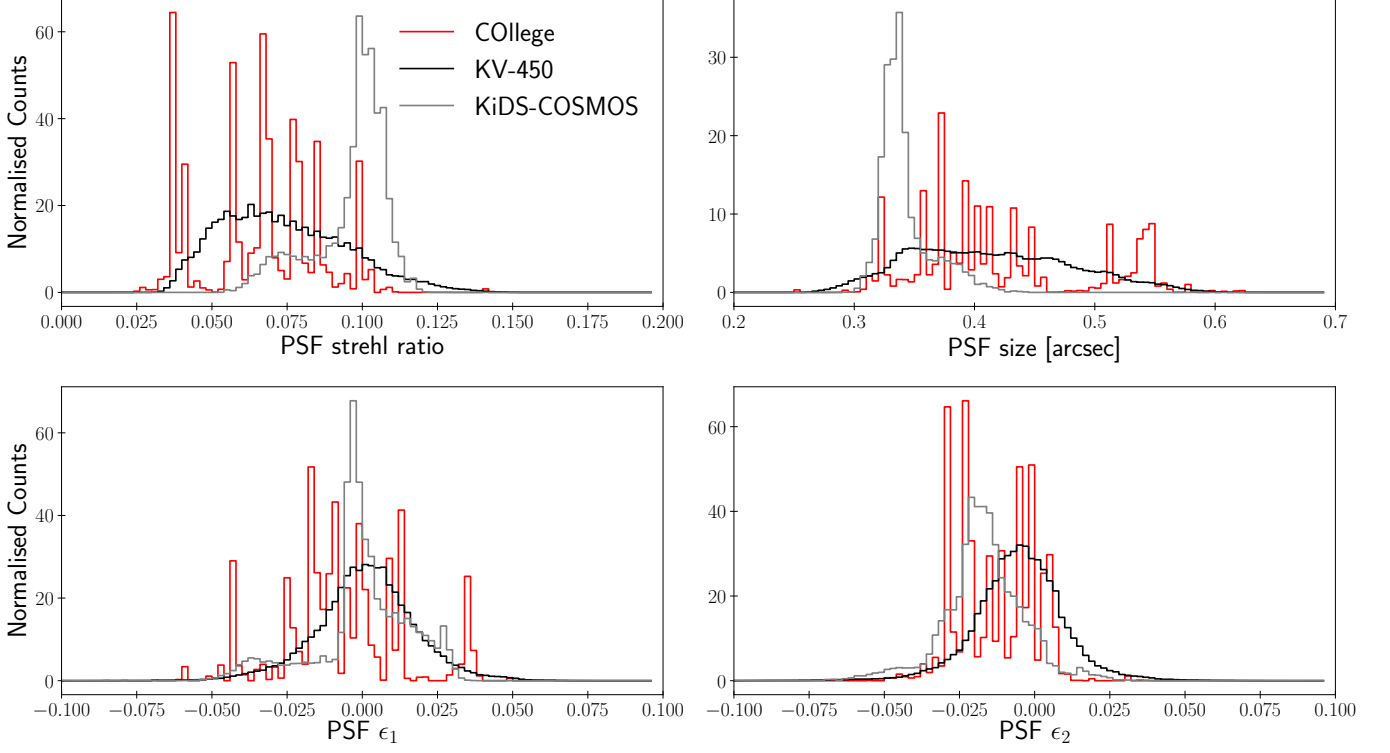 COllege
KV-450
KiDS-COSMOS
Normalised Counts
60
40
20
0
0.000 0.025 0.050 0.075 0.100 0.125 0.150 0.175 0.200
PSF strehl ratio
30
20
10
0
0.2 0.3 0.4 0.5 0.6 0.7
PSF size [arcsec]
Normalised Counts
60
40
20
0
−0.100 −0.075 −0.050 −0.025 0.000 0.025 0.050 0.075 0.100
PSF ϵ₁
60
40
20
0
−0.100 −0.075 −0.050 −0.025 0.000 0.025 0.050 0.075 0.100
PSF ϵ₂